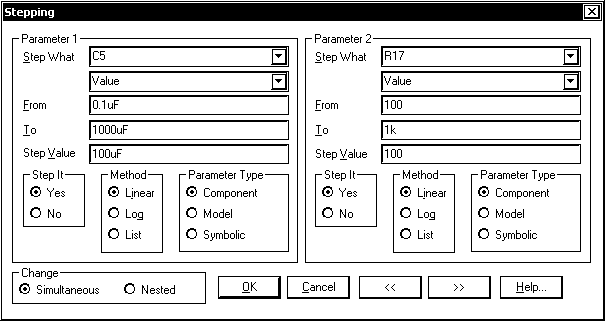 Stepping
Parameter 1
Step What C5
Value
From 0.1uF
To 1000uF
Step Value 100uF
Step It
Yes
No
Method
Linear
Log
List
Parameter Type
Component
Model
Symbolic
Parameter 2
Step What R17
Value
From 100
To 1k
Step Value 100
Step It
Yes
No
Method
Linear
Log
List
Parameter Type
Component
Model
Symbolic
Change
Simultaneous Nested
OK Cancel << >> Help...